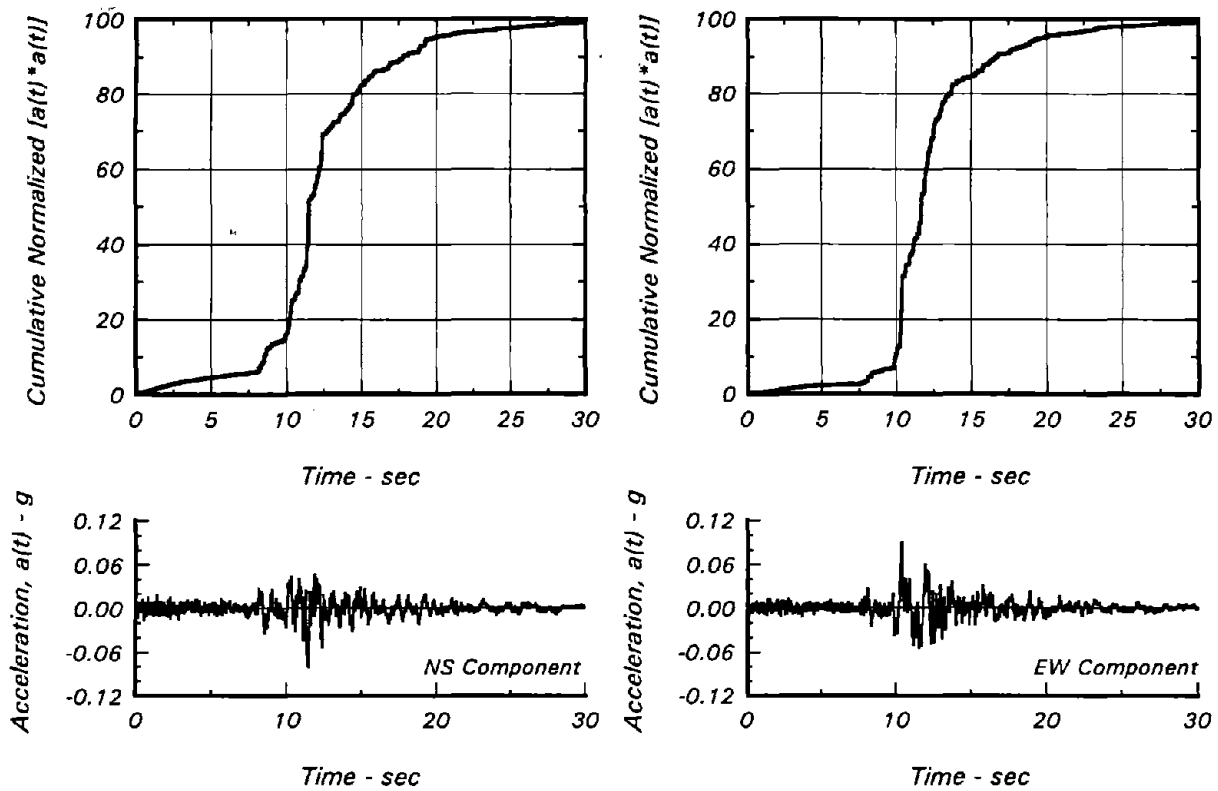 Cumulative Normalized [a(t)*a(t)]
100
80
60
40
20
0
0 5 10 15 20 25 30
Time - sec
Cumulative Normalized [a(t)*a(t)]
100
80
60
40
20
0
0 5 10 15 20 25 30
Time - sec
Acceleration, a(t) - g
0.12
0.06
0.00
-0.06
-0.12
NS Component
0 10 20 30
Time - sec
Acceleration, a(t) - g
0.12
0.06
0.00
-0.06
-0.12
EW Component
0 10 20 30
Time - sec